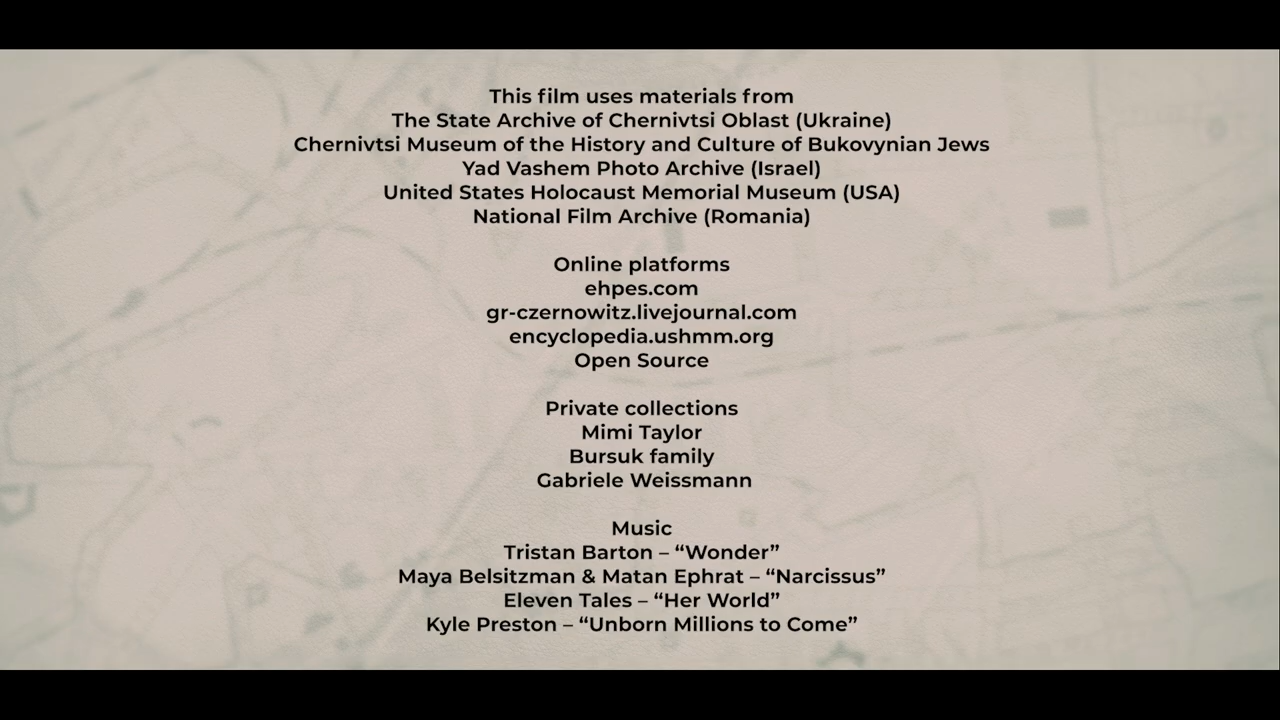 This film uses materials from
The State Archive of Chernivtsi Oblast (Ukraine)
Chernivtsi Museum of the History and Culture of Bukovynian Jews
Yad Vashem Photo Archive (Israel)
United States Holocaust Memorial Museum (USA)
National Film Archive (Romania)
Online platforms
ehpes.com
gr-czernowitz.livejournal.com
encyclopedia.ushmm.org
Open Source
Private collections
Mimi Taylor
Bursuk family
Gabriele Weissmann
Music
Tristan Barton – “Wonder”
Maya Belsitzman & Matan Ephrat – “Narcissus”
Eleven Tales – “Her World”
Kyle Preston – “Unborn Millions to Come”